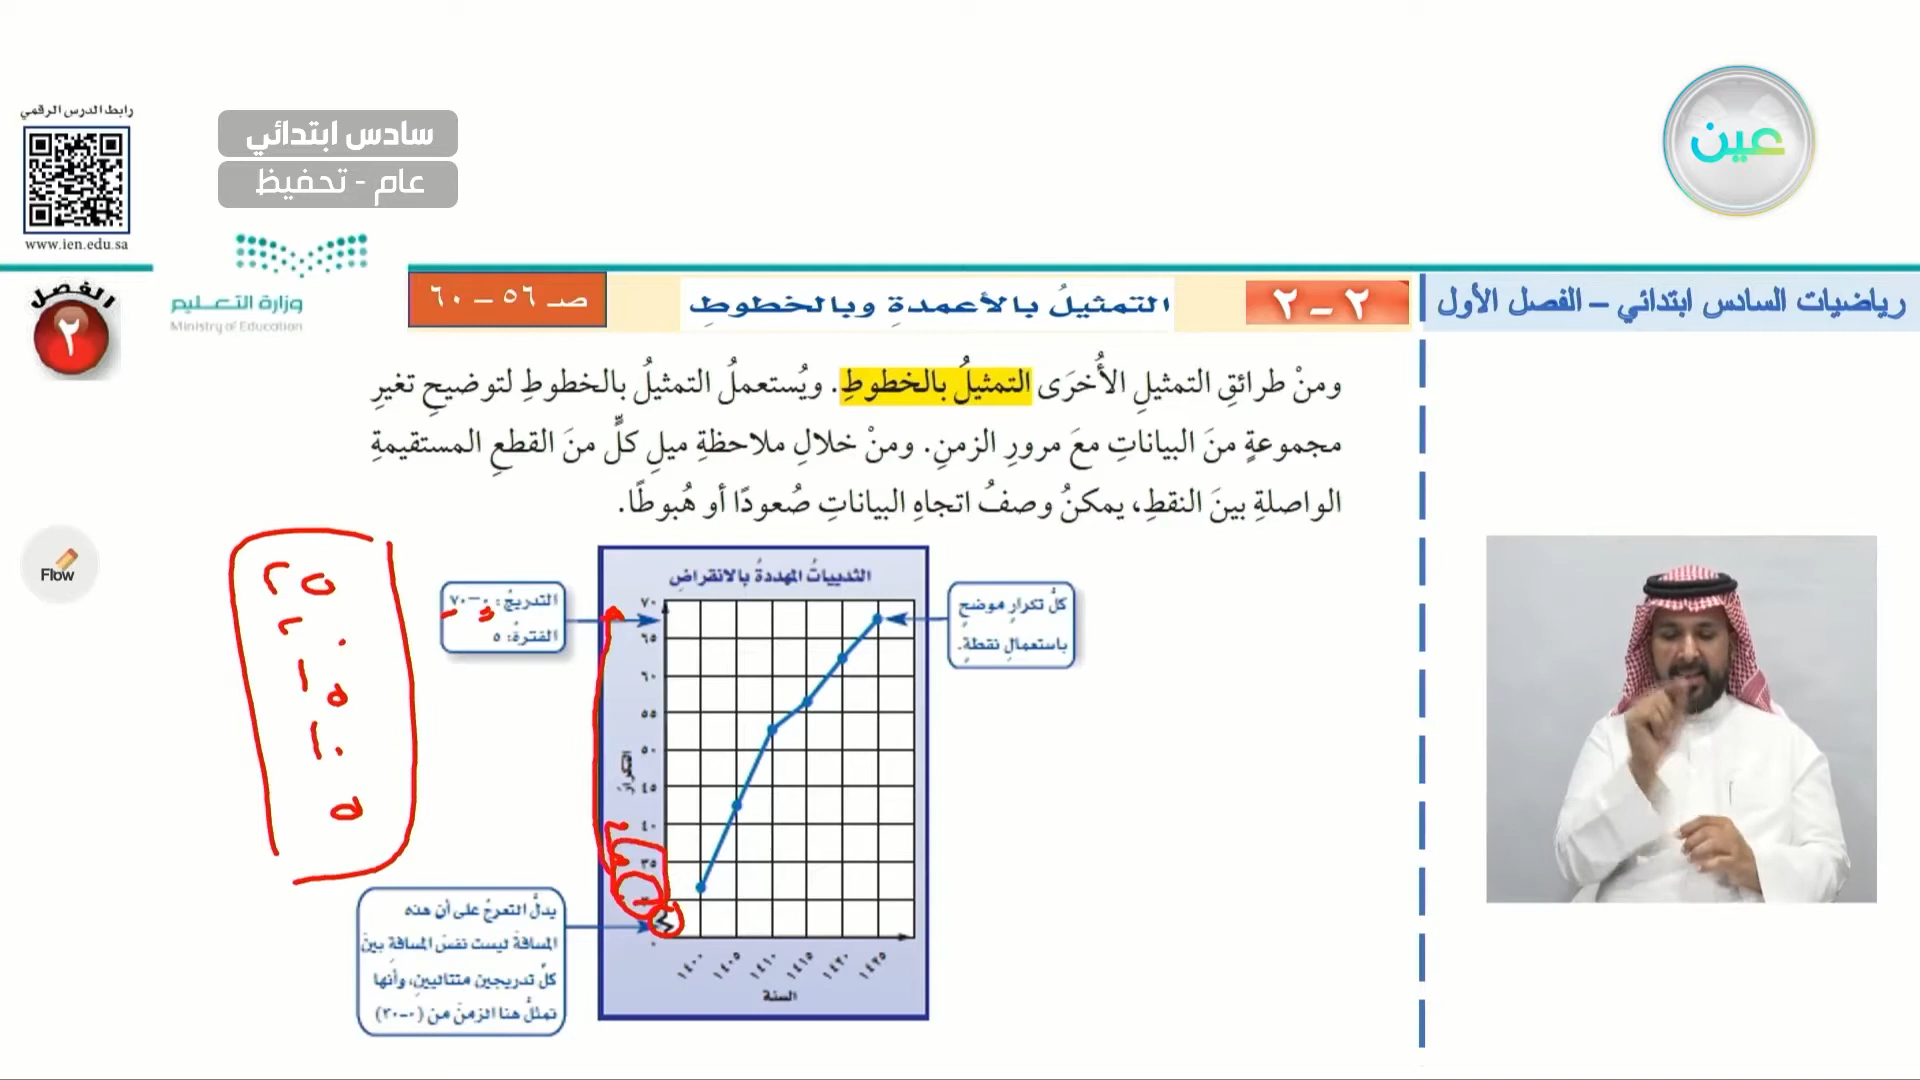 عين
رابط الدرس الرقمي
www.ien.edu.sa
سادس ابتدائي
عام - تحفيظ
وزارة التعليم
Ministry of Education
الفصل
٢
رياضيات السادس ابتدائي – الفصل الأول
٢ - ٢
التمثيلُ بالأعمدةِ وبالخطوطِ
صـ ٥٦ – ٦٠
ومنْ طرائقِ التمثيلِ الأُخرَى التمثيلُ بالخطوطِ. ويُستعملُ التمثيلُ بالخطوطِ لتوضيحِ تغيرِ
مجموعةٍ منَ البياناتِ معَ مرورِ الزمنِ. ومنْ خلالِ ملاحظةِ ميلِ كلٍّ منَ القطعِ المستقيمةِ
الواصلةِ بينَ النقطِ، يمكنُ وصفُ اتجاهِ البياناتِ صُعودًا أو هُبوطًا.
الثدييات المهددة بالانقراض
كلُّ تكرارٍ موضحٍ
باستعمالِ نقطةٍ.
التدريجُ: ٠–٧٠
الفترةُ: ٥
٧٠
٦٥
٦٠
٥٥
٥٠
٤٥
٤٠
٣٥
٠
التكرار
١٤٠٠
١٤٠٥
١٤١٠
١٤١٥
١٤٢٠
١٤٢٥
السنة
يدلُّ التعرجُ على أن هذه
المسافةَ ليست نفسَ المسافةِ بينَ
كلِّ تدريجين متتاليينِ، وأنها
تمثلُ هنا الزمنَ من (٠–٣٠)
٢٥
٢٠
١٥
١٠
٥
Flow